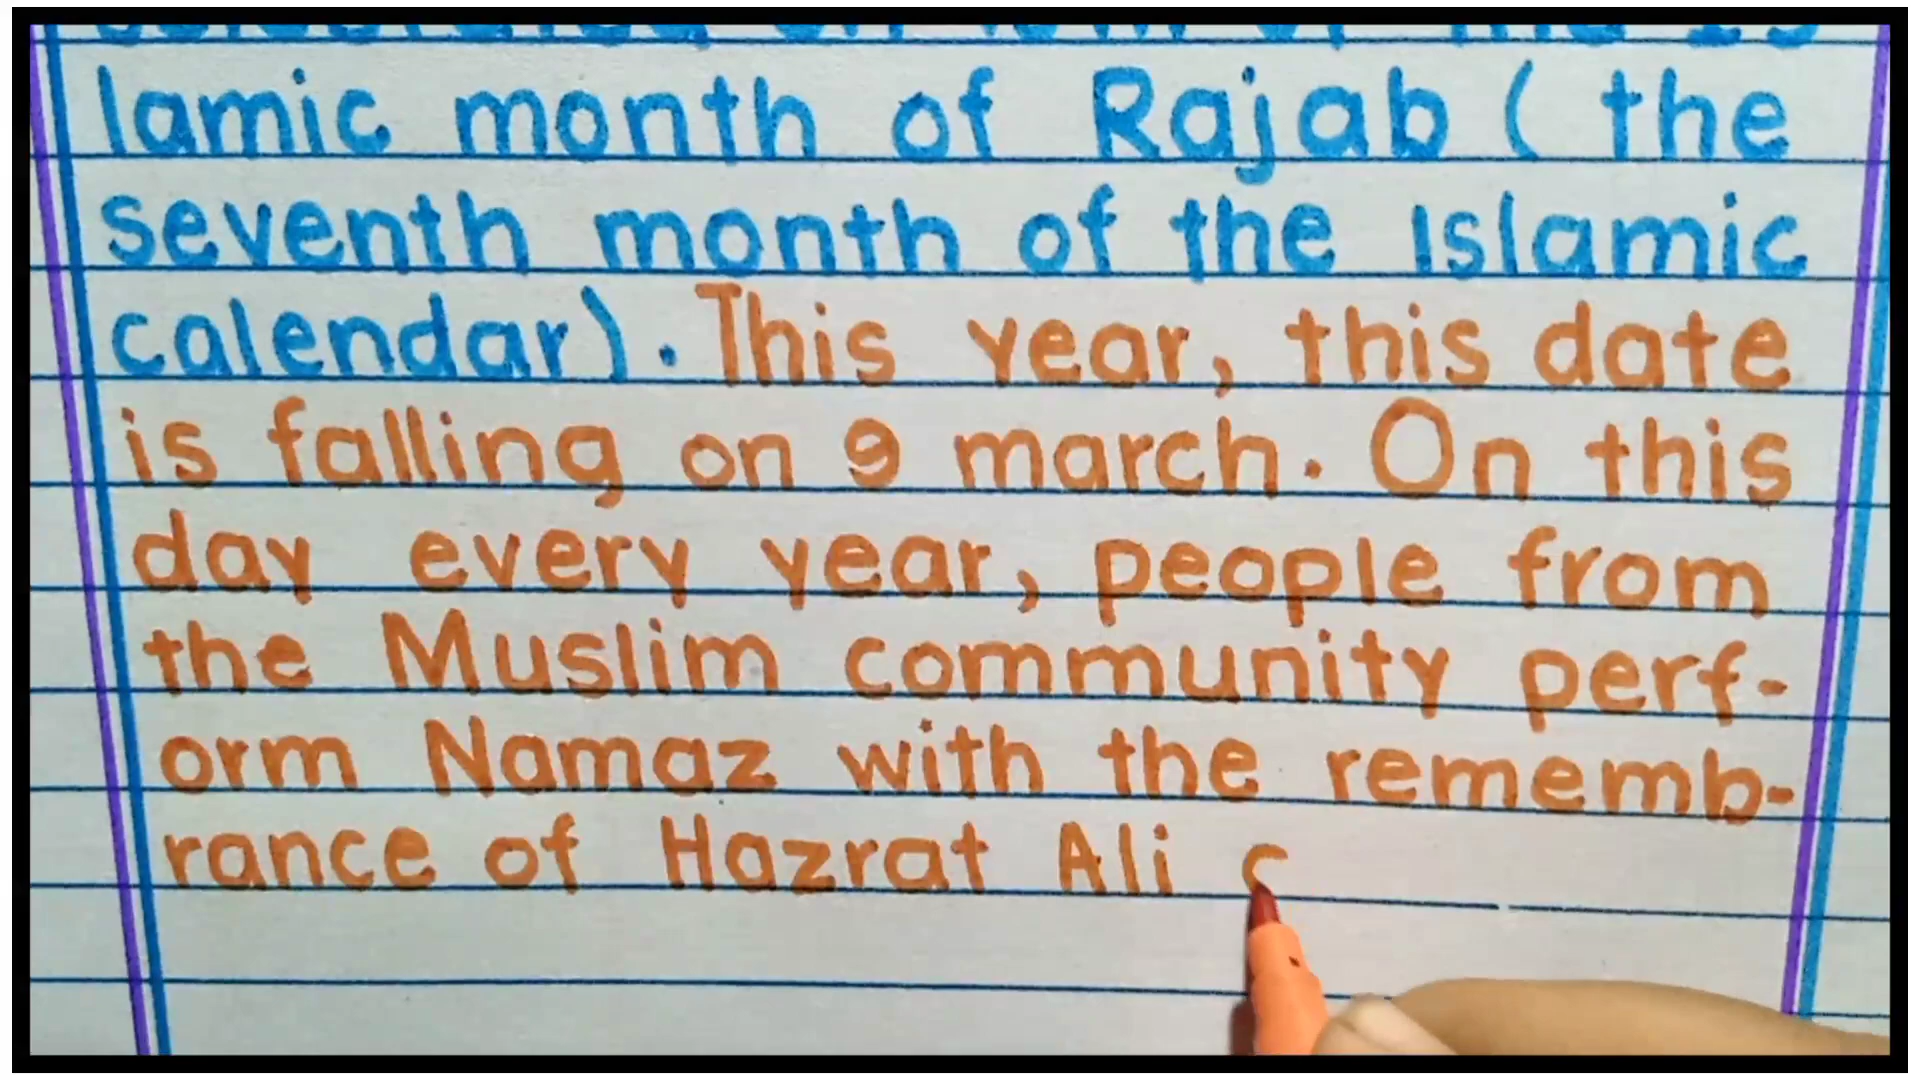 lamic month of Rajab ( the
seventh month of the Islamic
calendar). This year, this date
is falling on 9 march. On this
day every year, people from
the Muslim community perf-
orm Namaz with the rememb-
rance of Hazrat Ali